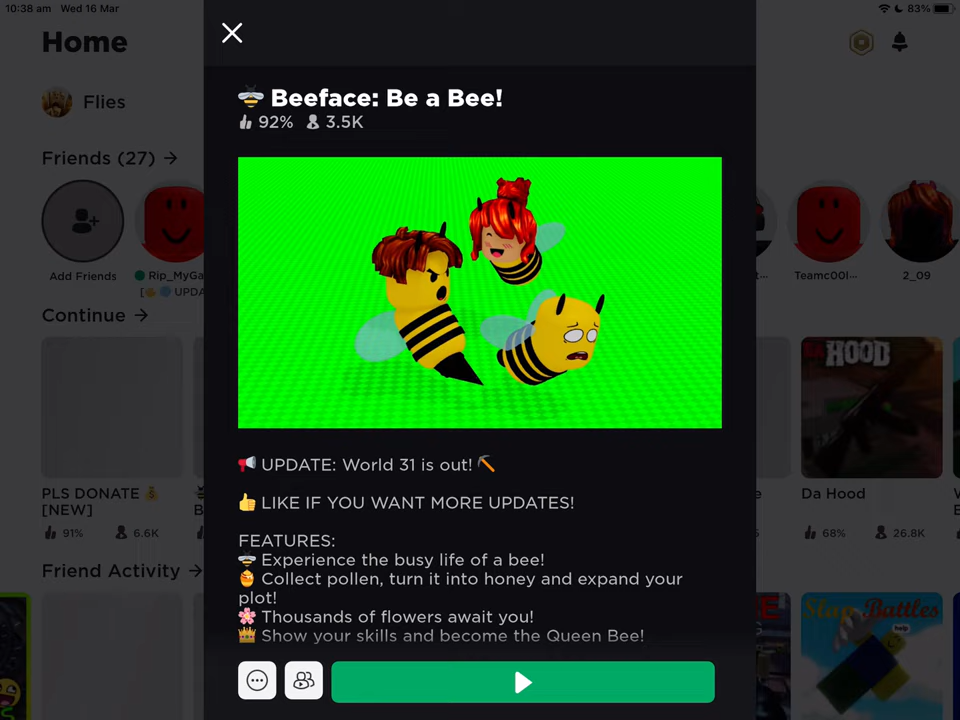 10:38 am Wed 16 Mar
83%
Home
Flies
Friends (27) →
Add Friends
Rip_MyGa
UPDA
Teamc00l...
2_09
Continue →
PLS DONATE 💰
[NEW]
91% 6.6K
HOOD
Da Hood
68% 26.8K
Friend Activity →
Slap Battles
help
🐝 Beeface: Be a Bee!
92% 3.5K
📢 UPDATE: World 31 is out! ⛏️
👍 LIKE IF YOU WANT MORE UPDATES!
FEATURES:
🐝 Experience the busy life of a bee!
🍯 Collect pollen, turn it into honey and expand your
plot!
🌸 Thousands of flowers await you!
👑 Show your skills and become the Queen Bee!